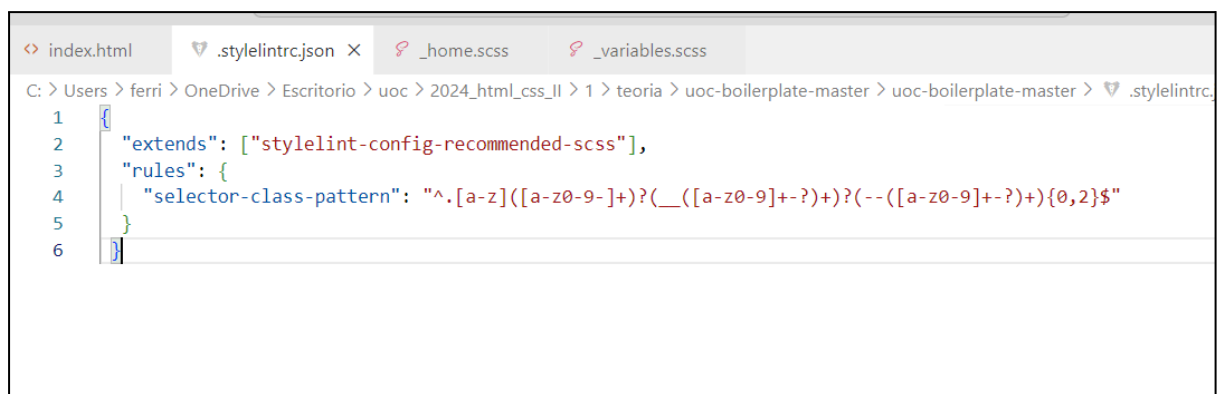 index.html .stylelintrc.json _home.scss _variables.scss
C: > Users > ferri > OneDrive > Escritorio > uoc > 2024_html_css_II > 1 > teoria > uoc-boilerplate-master > uoc-boilerplate-master > .stylelintrc.
1 {
2 "extends": ["stylelint-config-recommended-scss"],
3 "rules": {
4 "selector-class-pattern": "^.[a-z]([a-z0-9-]+)?(__([a-z0-9]+-?)+)?(--([a-z0-9]+-?)+){0,2}$"
5 }
6 }